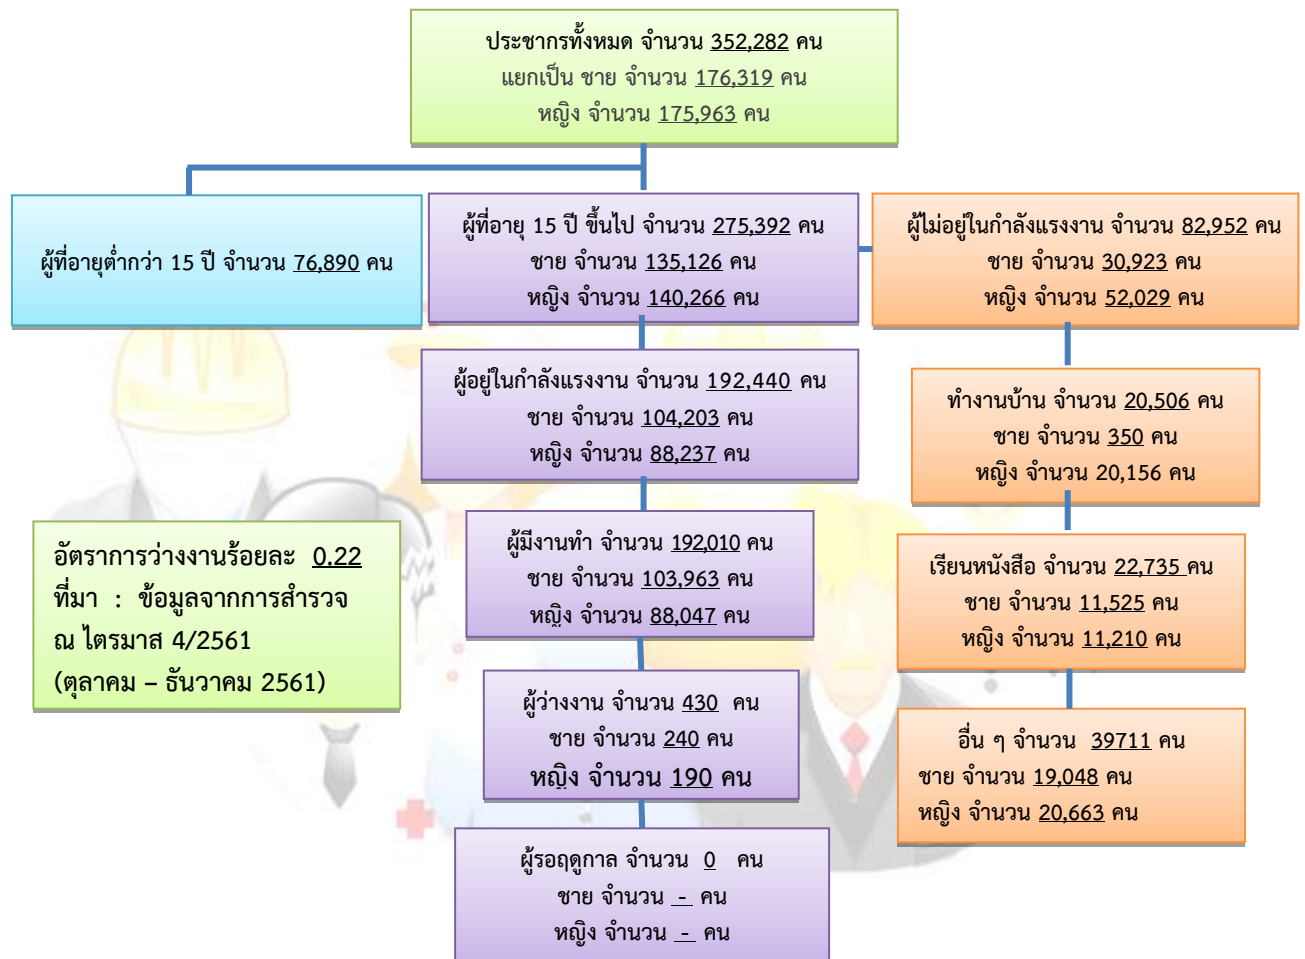 ประชากรทั้งหมด จำนวน 352,282 คน
แยกเป็น ชาย จำนวน 176,319 คน
หญิง จำนวน 175,963 คน
ผู้ที่อายุต่ำกว่า 15 ปี จำนวน 76,890 คน
ผู้ที่อายุ 15 ปี ขึ้นไป จำนวน 275,392 คน
ชาย จำนวน 135,126 คน
หญิง จำนวน 140,266 คน
ผู้ไม่อยู่ในกำลังแรงงาน จำนวน 82,952 คน
ชาย จำนวน 30,923 คน
หญิง จำนวน 52,029 คน
ผู้อยู่ในกำลังแรงงาน จำนวน 192,440 คน
ชาย จำนวน 104,203 คน
หญิง จำนวน 88,237 คน
ทำงานบ้าน จำนวน 20,506 คน
ชาย จำนวน 350 คน
หญิง จำนวน 20,156 คน
อัตราการว่างงานร้อยละ 0.22
ที่มา : ข้อมูลจากการสำรวจ
ณ ไตรมาส 4/2561
(ตุลาคม – ธันวาคม 2561)
ผู้มีงานทำ จำนวน 192,010 คน
ชาย จำนวน 103,963 คน
หญิง จำนวน 88,047 คน
เรียนหนังสือ จำนวน 22,735 คน
ชาย จำนวน 11,525 คน
หญิง จำนวน 11,210 คน
ผู้ว่างงาน จำนวน 430 คน
ชาย จำนวน 240 คน
หญิง จำนวน 190 คน
อื่น ๆ จำนวน 39711 คน
ชาย จำนวน 19,048 คน
หญิง จำนวน 20,663 คน
ผู้รอฤดูกาล จำนวน 0 คน
ชาย จำนวน - คน
หญิง จำนวน - คน